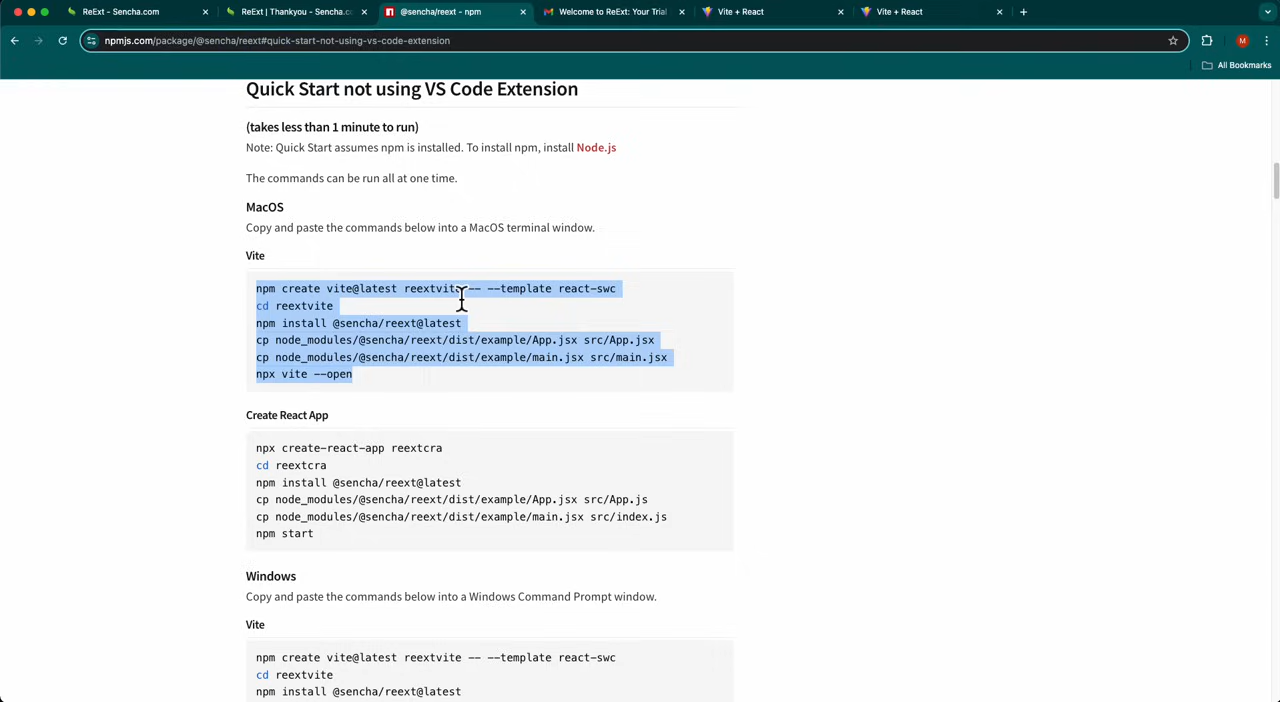 ReExt - Sencha.com
ReExt | Thankyou - Sencha.c
@sencha/reext - npm
Welcome to ReExt: Your Trial
Vite + React
Vite + React
npmjs.com/package/@sencha/reext#quick-start-not-using-vs-code-extension
M
All Bookmarks
Quick Start not using VS Code Extension
(takes less than 1 minute to run)
Note: Quick Start assumes npm is installed. To install npm, install Node.js
The commands can be run all at one time.
MacOS
Copy and paste the commands below into a MacOS terminal window.
Vite
npm create vite@latest reextvite -- --template react-swc
cd reextvite
npm install @sencha/reext@latest
cp node_modules/@sencha/reext/dist/example/App.jsx src/App.jsx
cp node_modules/@sencha/reext/dist/example/main.jsx src/main.jsx
npx vite --open
Create React App
npx create-react-app reextcra
cd reextcra
npm install @sencha/reext@latest
cp node_modules/@sencha/reext/dist/example/App.jsx src/App.js
cp node_modules/@sencha/reext/dist/example/main.jsx src/index.js
npm start
Windows
Copy and paste the commands below into a Windows Command Prompt window.
Vite
npm create vite@latest reextvite -- --template react-swc
cd reextvite
npm install @sencha/reext@latest